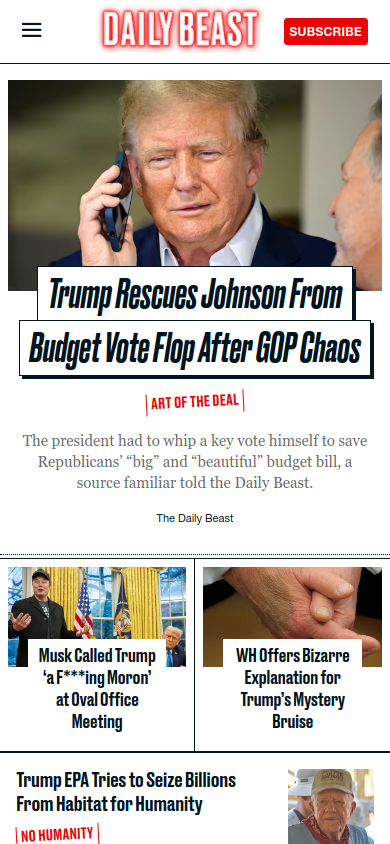 DAILY BEAST
SUBSCRIBE
Trump Rescues Johnson From
Budget Vote Flop After GOP Chaos
ART OF THE DEAL
The president had to whip a key vote himself to save
Republicans’ “big” and “beautiful” budget bill, a
source familiar told the Daily Beast.
The Daily Beast
Musk Called Trump
‘a F***ing Moron’
at Oval Office
Meeting
WH Offers Bizarre
Explanation for
Trump’s Mystery
Bruise
Trump EPA Tries to Seize Billions
From Habitat for Humanity
NO HUMANITY